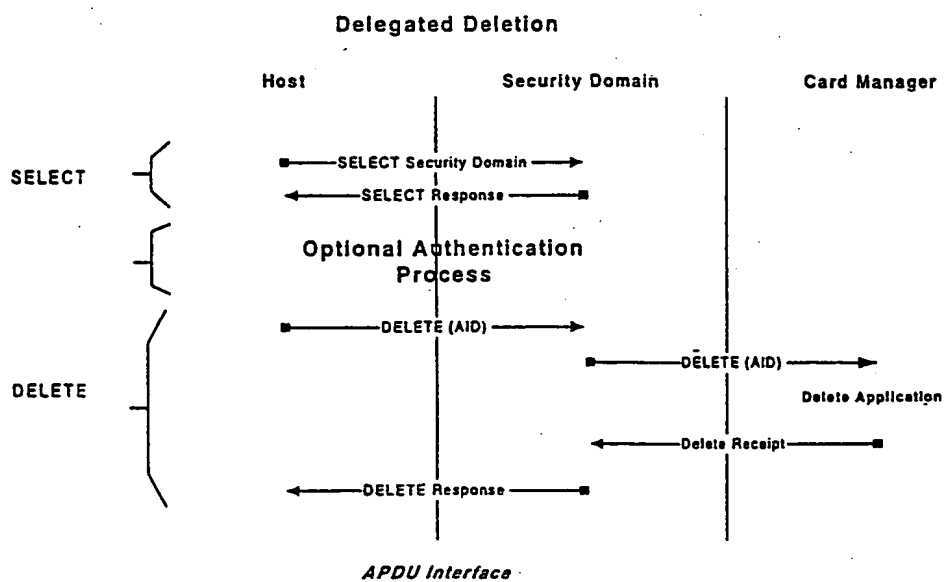 Delegated Deletion
Host Security Domain Card Manager
SELECT
SELECT Security Domain
SELECT Response
Optional Authentication
Process
DELETE
DELETE (AID)
DELETE (AID)
Delete Application
Delete Receipt
DELETE Response
APDU Interface